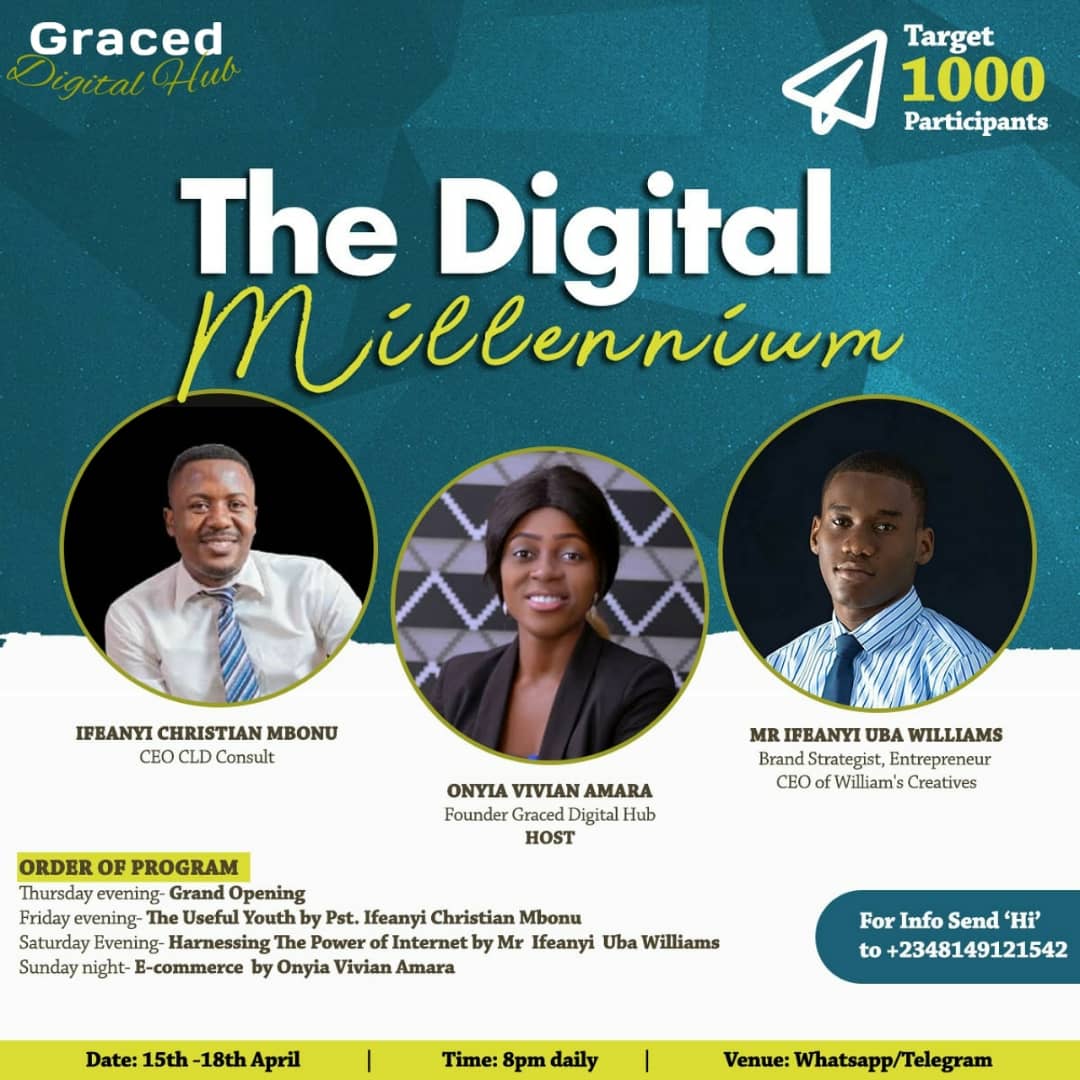 Graced
Digital Hub
Target
1000
Participants
The Digital
Millennium
IFEANYI CHRISTIAN MBONU
CEO CLD Consult
ONYIA VIVIAN AMARA
Founder Graced Digital Hub
HOST
MR IFEANYI UBA WILLIAMS
Brand Strategist, Entrepreneur
CEO of William's Creatives
ORDER OF PROGRAM
Thursday evening- Grand Opening
Friday evening- The Useful Youth by Pst. Ifeanyi Christian Mbonu
Saturday Evening- Harnessing The Power of Internet by Mr Ifeanyi Uba Williams
Sunday night- E-commerce by Onyia Vivian Amara
For Info Send ‘Hi’
to +2348149121542
Date: 15th -18th April | Time: 8pm daily | Venue: Whatsapp/Telegram